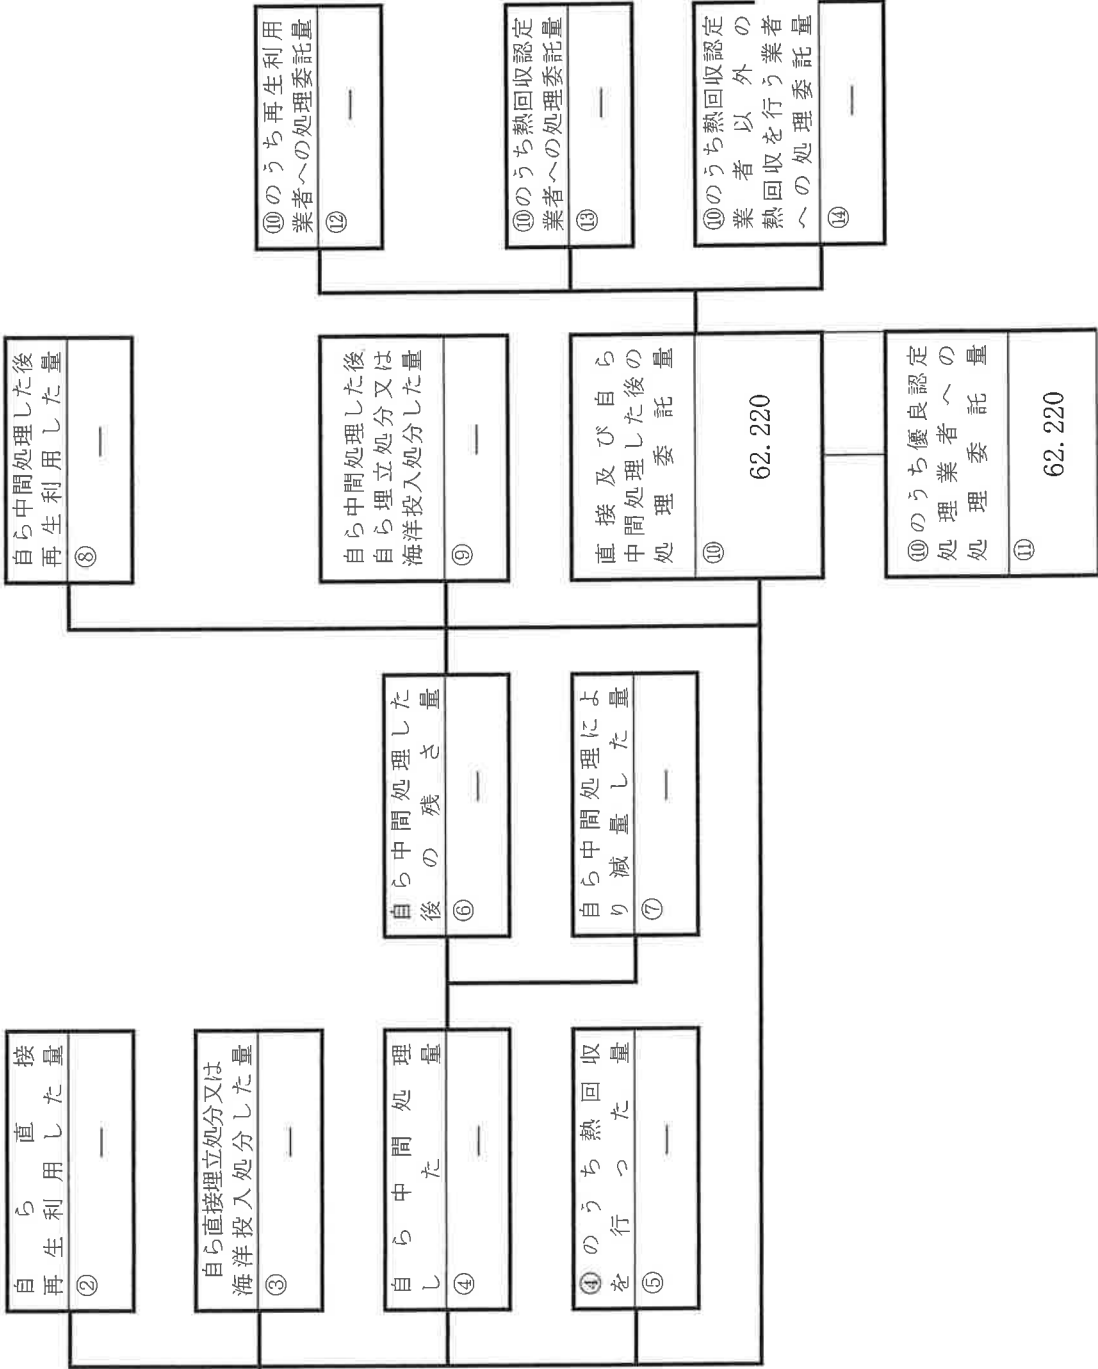 自ら直接
再生利用した量
②
—
自ら直接埋立処分又は
海洋投入処分した量
③
—
自ら中間処理
した量
④
—
④のうち熱回収
を行った量
⑤
—
自ら中間処理した
後の残さ量
⑥
—
自ら中間処理によ
り減量した量
⑦
—
自ら中間処理した後
再生利用した量
⑧
—
自ら中間処理した後
自ら埋立処分又は
海洋投入処分した量
⑨
—
直接及び自ら
中間処理した後の
処理委託量
⑩
62.220
⑩のうち優良認定
処理業者への
処理委託量
⑪
62.220
⑩のうち再生利用
業者への処理委託量
⑫
—
⑩のうち熱回収認定
業者への処理委託量
⑬
—
⑩のうち熱回収認定
業者以外の
熱回収を行う業者
への処理委託量
⑭
—